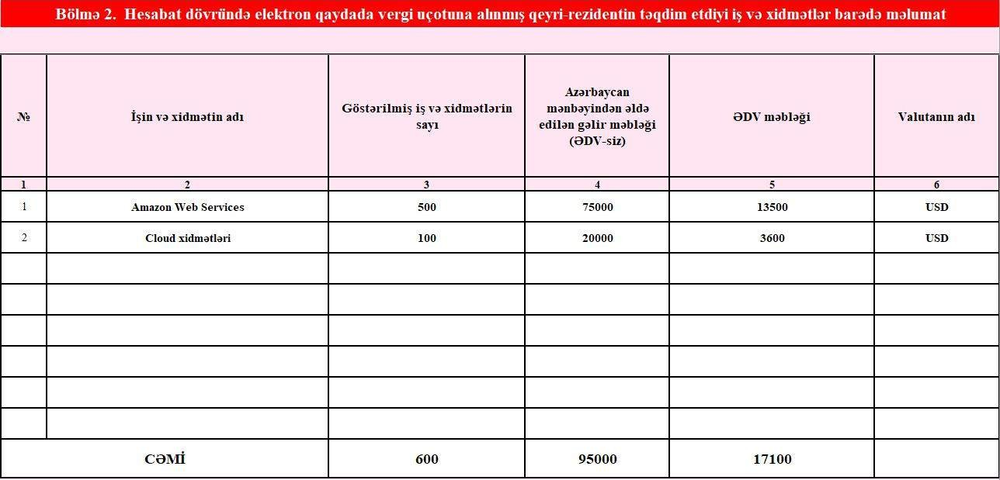 Bölmə 2. Hesabat dövründə elektron qaydada vergi uçotuna alınmış qeyri-rezidentin təqdim etdiyi iş və xidmətlər barədə məlumat
№
İşin və xidmətin adı
Göstərilmiş iş və xidmətlərin
sayı
Azərbaycan
mənbəyindən əldə
edilən gəlir məbləği
(ƏDV-siz)
ƏDV məbləği
Valutanın adı
1 2 3 4 5 6
1 Amazon Web Services 500 75000 13500 USD
2 Cloud xidmətləri 100 20000 3600 USD
CƏMİ 600 95000 17100